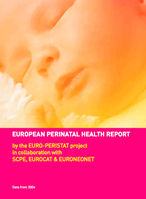 EUROPEAN PERINATAL HEALTH REPORT
by the EURO-PERISTAT project
in collaboration with
SCPE, EUROCAT & EURONEONET
Data from 2004